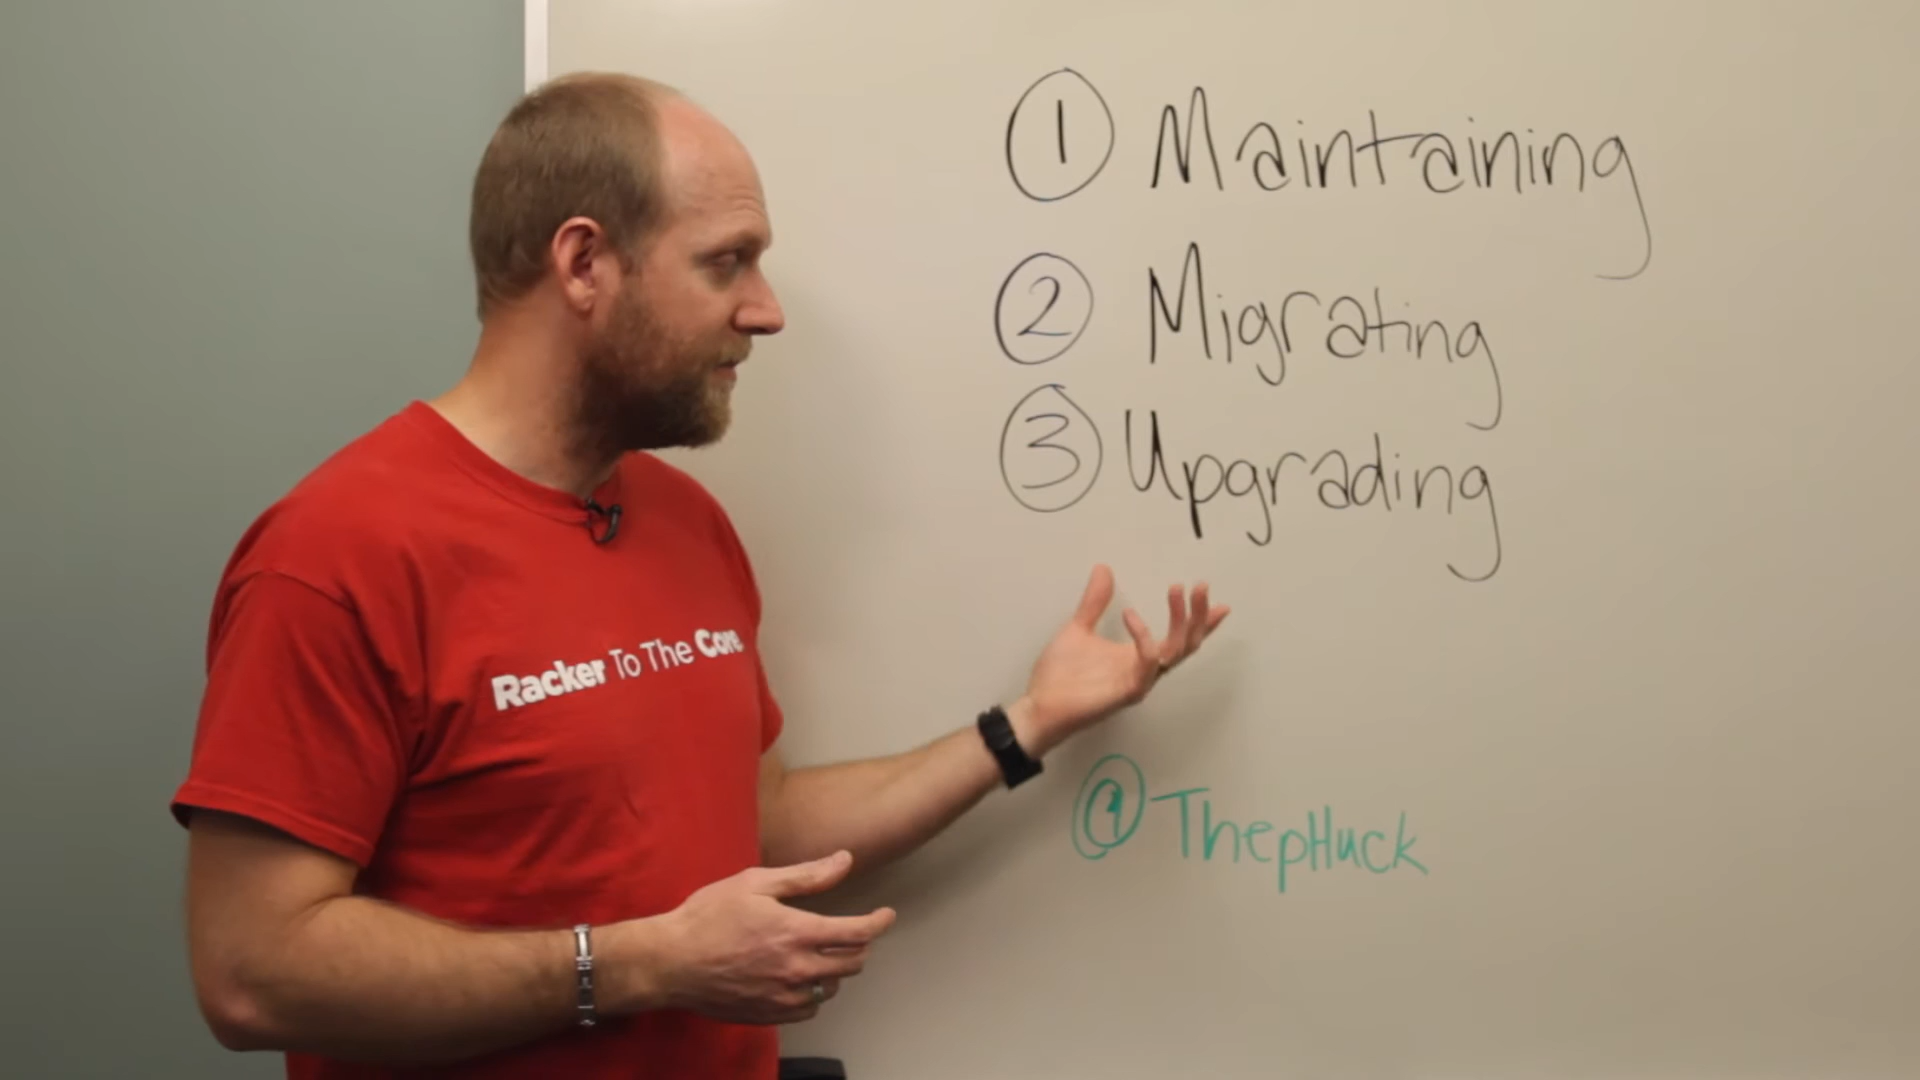 1 Maintaining
2 Migrating
3 Upgrading
Racker To The Core
@ThepHuck